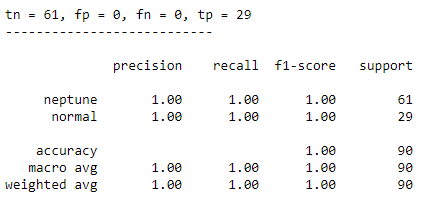 tn = 61, fp = 0, fn = 0, tp = 29
---------------------------
precision recall f1-score support
neptune 1.00 1.00 1.00 61
normal 1.00 1.00 1.00 29
accuracy 1.00 90
macro avg 1.00 1.00 1.00 90
weighted avg 1.00 1.00 1.00 90